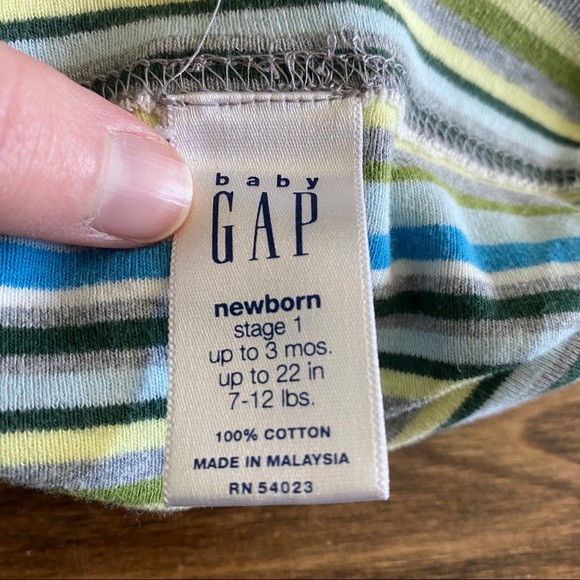 baby
GAP
newborn
stage 1
up to 3 mos.
up to 22 in
7-12 lbs.
100% COTTON
MADE IN MALAYSIA
RN 54023